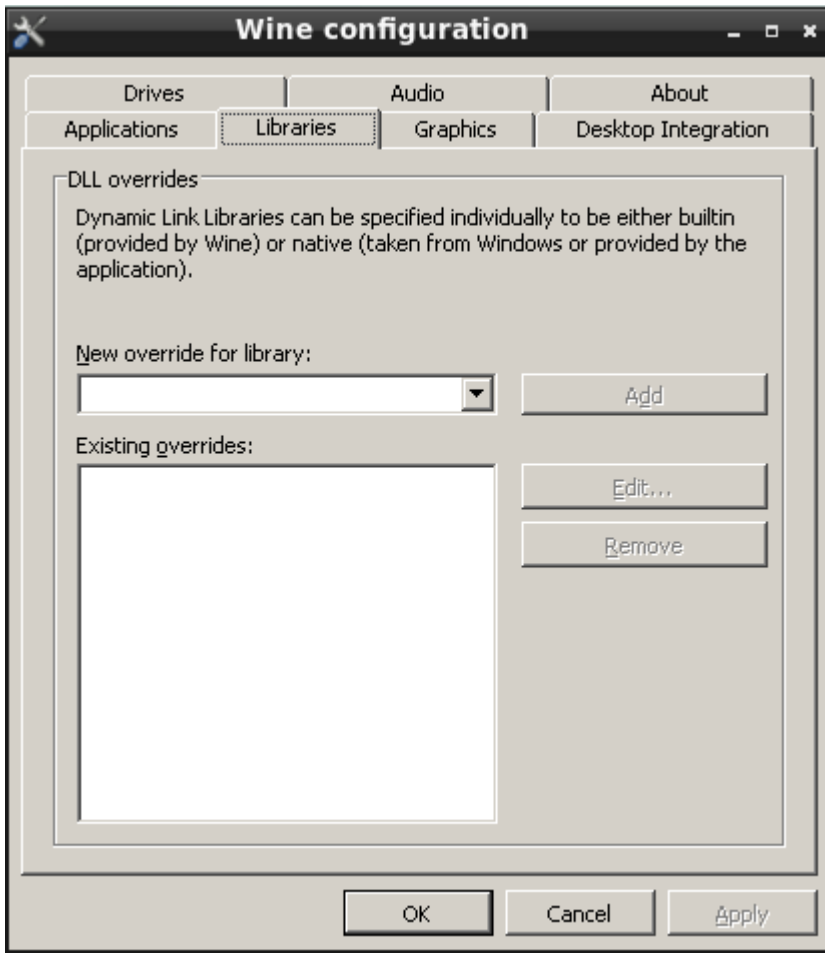 Wine configuration
Drives Audio About
Applications Libraries Graphics Desktop Integration
DLL overrides
Dynamic Link Libraries can be specified individually to be either builtin
(provided by Wine) or native (taken from Windows or provided by the
application).
New override for library:
Add
Existing overrides:
Edit...
Remove
OK Cancel Apply